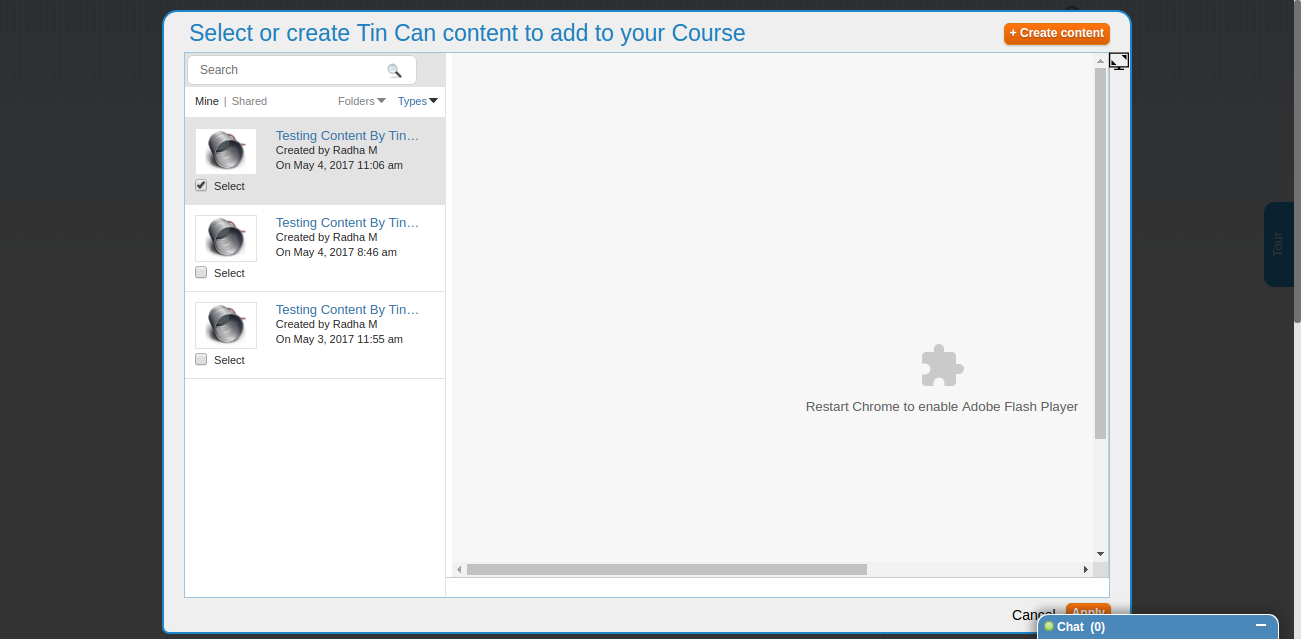 Select or create Tin Can content to add to your Course
+ Create content
Search
Mine | Shared
Folders
Types
Testing Content By Tin…
Created by Radha M
On May 4, 2017 11:06 am
Select
Testing Content By Tin…
Created by Radha M
On May 4, 2017 8:46 am
Select
Testing Content By Tin…
Created by Radha M
On May 3, 2017 11:55 am
Select
Restart Chrome to enable Adobe Flash Player
Tour
Cancel
Apply
Chat (0)